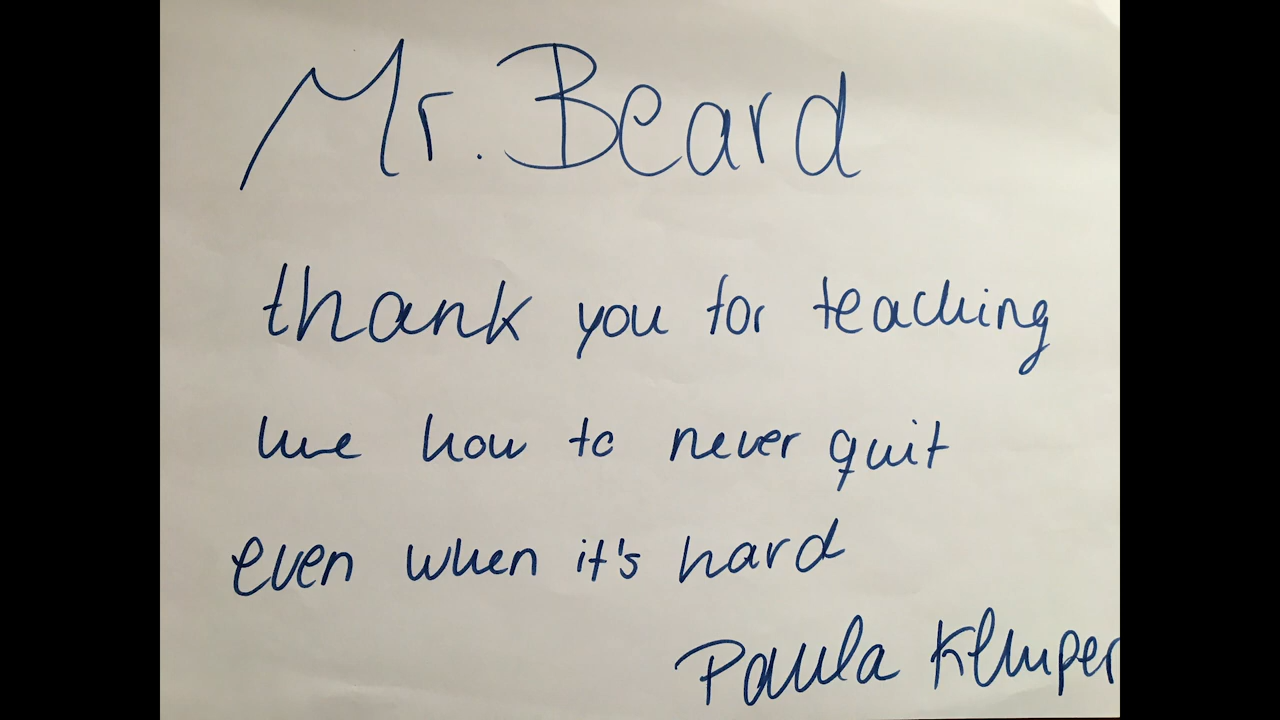 Mr. Beard
thank you for teaching
me how to never quit
even when it's hard
Paula